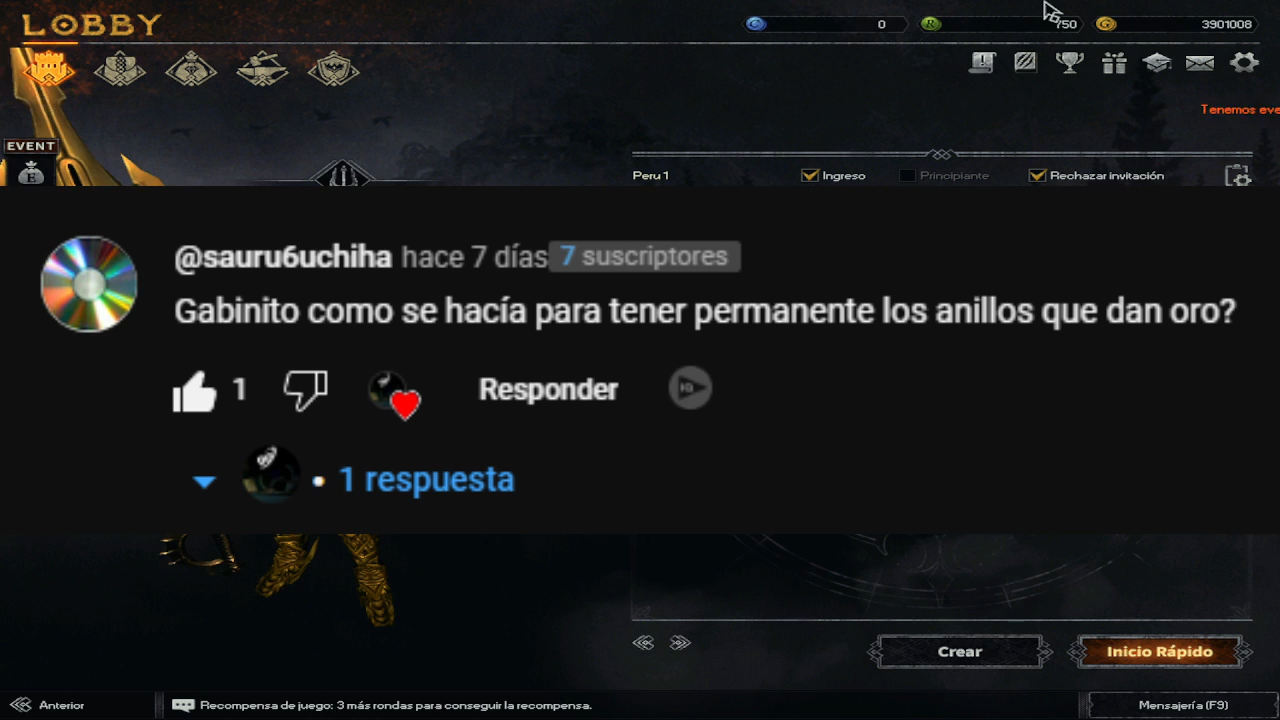 LOBBY
0
750
3901008
Tenemos eve
EVENT
E
Peru 1
Ingreso
Principiante
Rechazar invitación
@sauru6uchiha hace 7 días 7 suscriptores
Gabinito como se hacía para tener permanente los anillos que dan oro?
1
Responder
1 respuesta
Crear
Inicio Rápido
Anterior
Recompensa de juego: 3 más rondas para conseguir la recompensa.
Mensajería (F9)